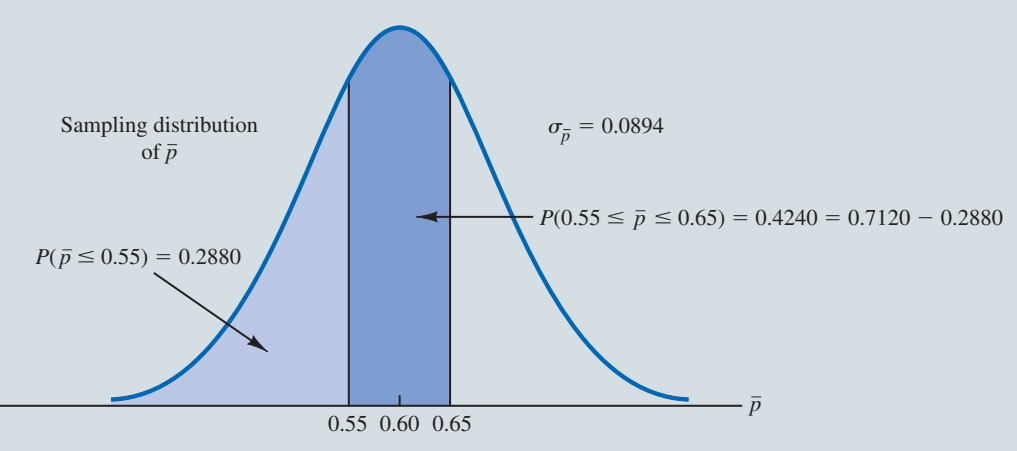 Sampling distribution
of p̄
σp̄ = 0.0894
P(0.55 ≤ p̄ ≤ 0.65) = 0.4240 = 0.7120 − 0.2880
P(p̄ ≤ 0.55) = 0.2880
p̄
0.55 0.60 0.65